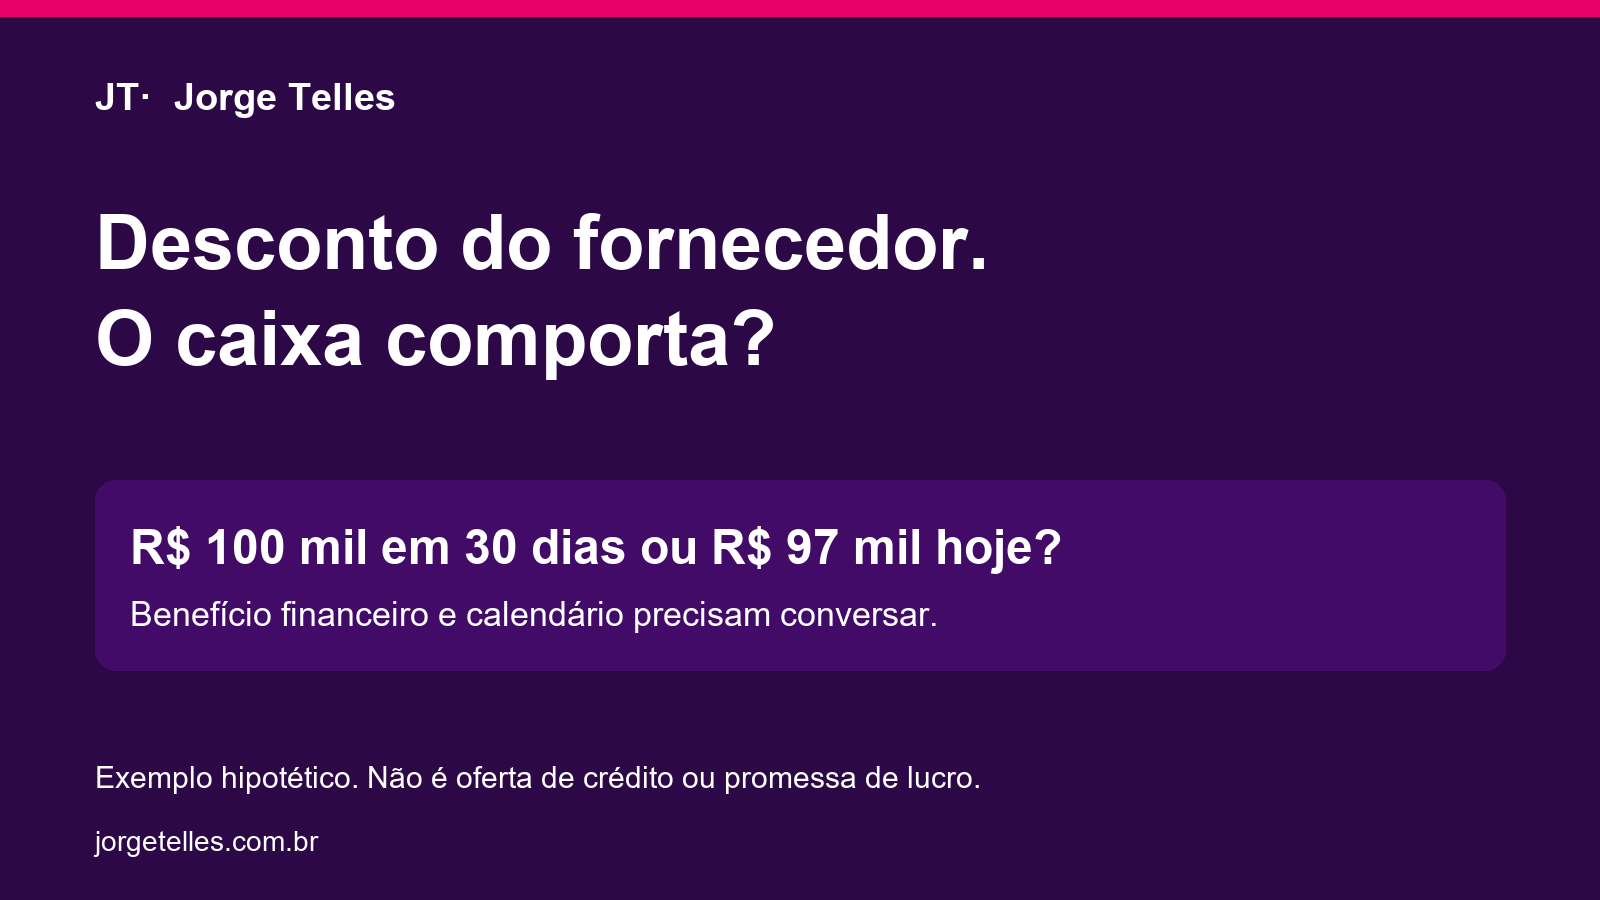 JT· Jorge Telles
Desconto do fornecedor.
O caixa comporta?
R$ 100 mil em 30 dias ou R$ 97 mil hoje?
Benefício financeiro e calendário precisam conversar.
Exemplo hipotético. Não é oferta de crédito ou promessa de lucro.
jorgetelles.com.br